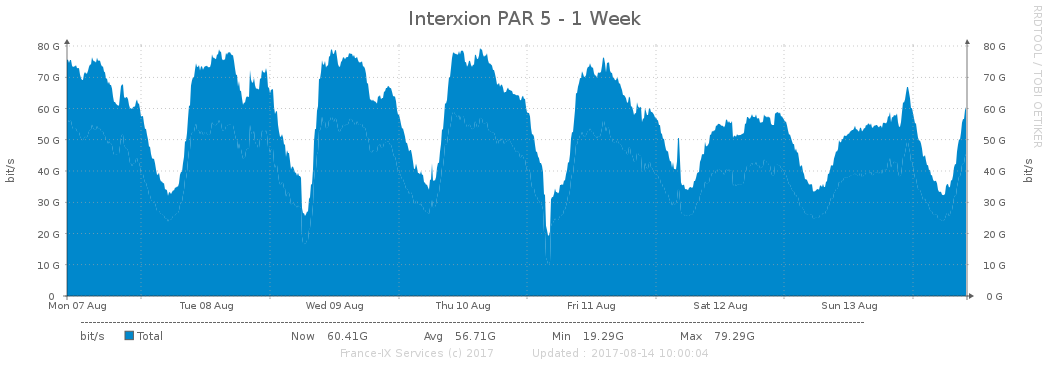 Interxion PAR 5 - 1 Week
RRDTOOL / TOBI OETIKER
bit/s
80 G
70 G
60 G
50 G
40 G
30 G
20 G
10 G
0
80 G
70 G
60 G
50 G
40 G
30 G
20 G
10 G
0 G
bit/s
Mon 07 Aug Tue 08 Aug Wed 09 Aug Thu 10 Aug Fri 11 Aug Sat 12 Aug Sun 13 Aug
bit/s Total Now 60.41G Avg 56.71G Min 19.29G Max 79.29G
France-IX Services (c) 2017 Updated : 2017-08-14 10:00:04